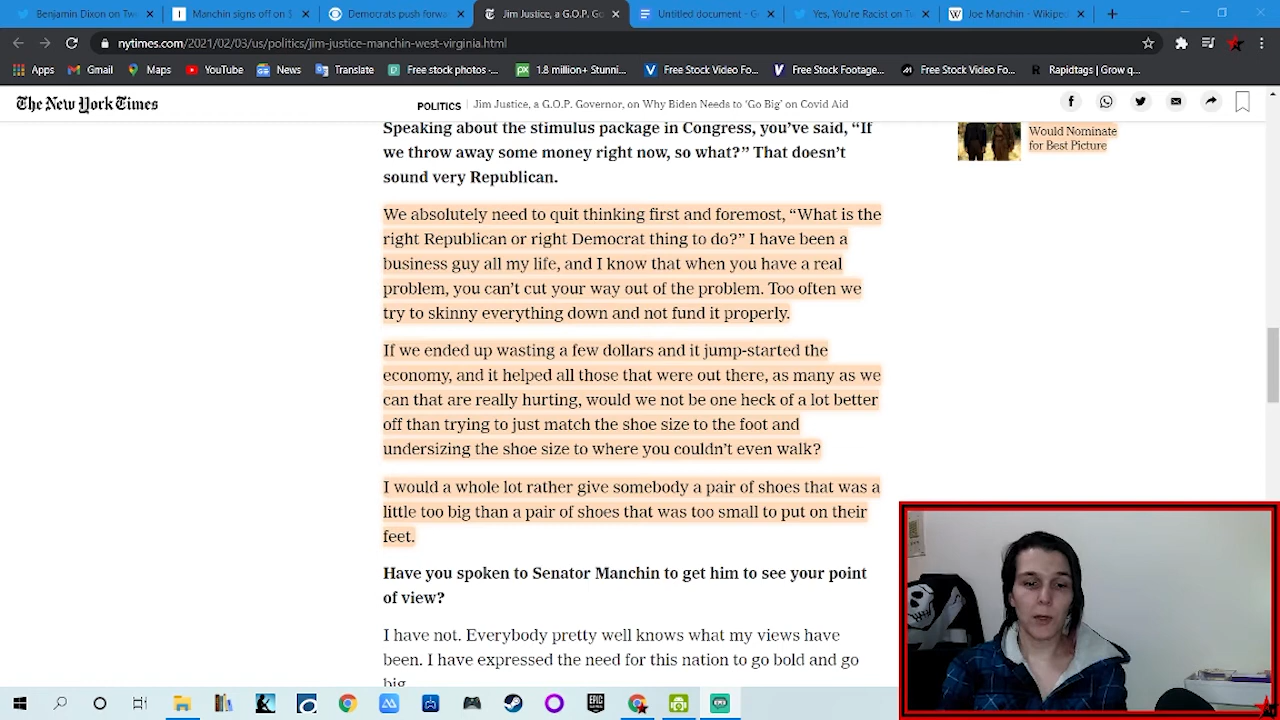 Benjamin Dixon on Tw
Manchin signs off on $
Democrats push forwa
Jim Justice, a G.O.P. Go
Untitled document - Go
Yes, You're Racist on Tw
Joe Manchin - Wikiped
nytimes.com/2021/02/03/us/politics/jim-justice-manchin-west-virginia.html
Apps
Gmail
Maps
YouTube
News
Translate
Free stock photos ·...
1.8 million+ Stunni...
Free Stock Video Fo...
Free Stock Footage...
Free Stock Video Fo...
Rapidtags | Grow q...
The New York Times
POLITICS | Jim Justice, a G.O.P. Governor, on Why Biden Needs to 'Go Big' on Covid Aid
Would Nominate
for Best Picture
Speaking about the stimulus package in Congress, you've said, “If
we throw away some money right now, so what?” That doesn't
sound very Republican.
We absolutely need to quit thinking first and foremost, “What is the
right Republican or right Democrat thing to do?” I have been a
business guy all my life, and I know that when you have a real
problem, you can't cut your way out of the problem. Too often we
try to skinny everything down and not fund it properly.
If we ended up wasting a few dollars and it jump-started the
economy, and it helped all those that were out there, as many as we
can that are really hurting, would we not be one heck of a lot better
off than trying to just match the shoe size to the foot and
undersizing the shoe size to where you couldn't even walk?
I would a whole lot rather give somebody a pair of shoes that was a
little too big than a pair of shoes that was too small to put on their
feet.
Have you spoken to Senator Manchin to get him to see your point
of view?
I have not. Everybody pretty well knows what my views have
been. I have expressed the need for this nation to go bold and go
big.